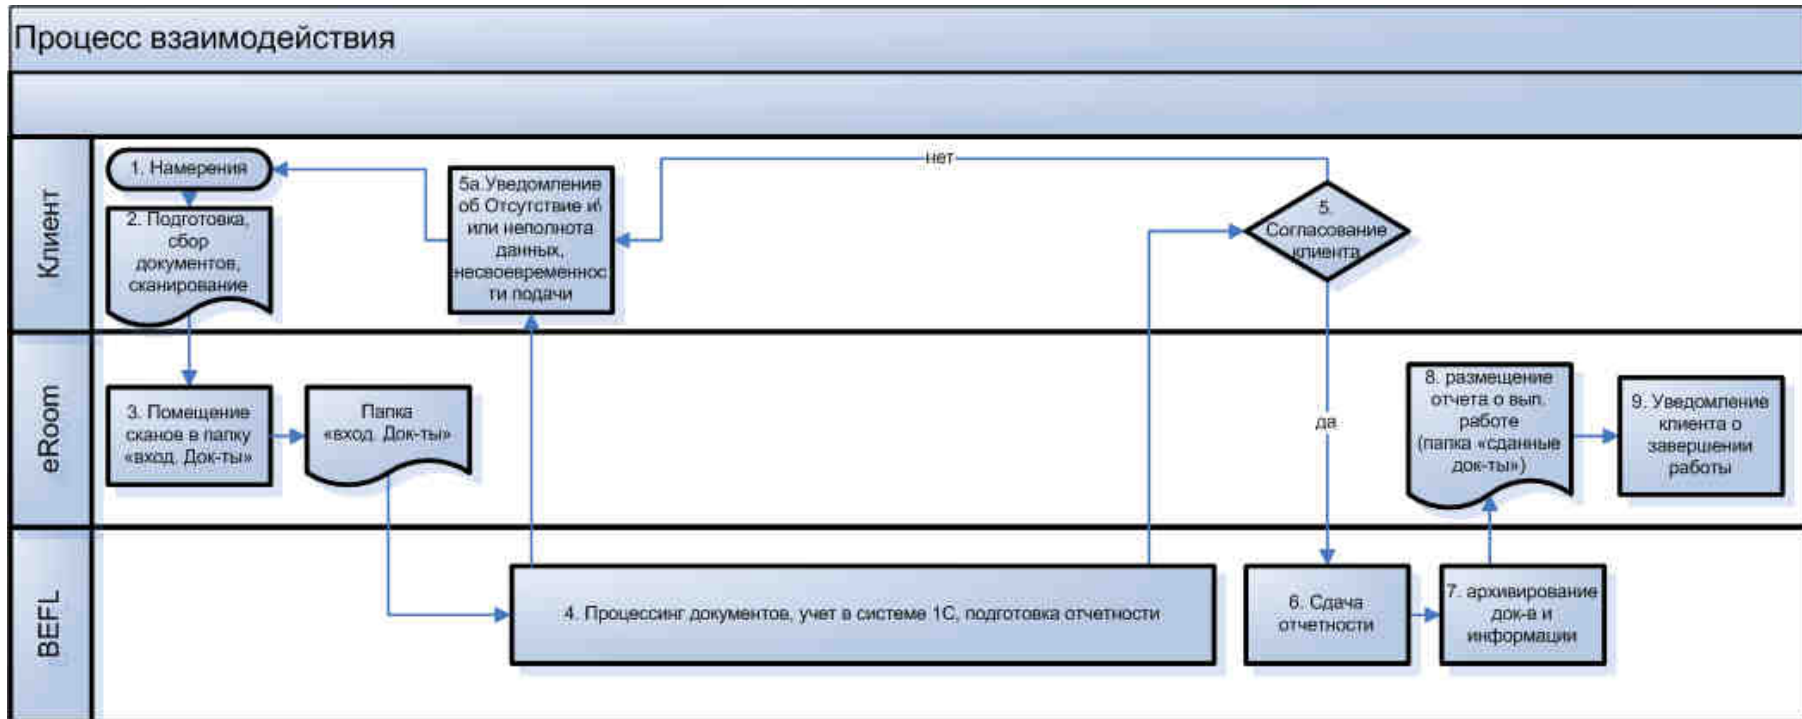 Процесс взаимодействия
Клиент
1. Намерения
2. Подготовка,
сбор
документов,
сканирование
5а.Уведомление
об Отсутствие и\
или неполнота
данных,
несвоевременнос
ти подачи
нет
5.
Согласование
клиента
да
eRoom
3. Помещение
сканов в папку
«вход. Док-ты»
Папка
«вход. Док-ты»
8. размещение
отчета о вып.
работе
(папка «сданные
док-ты»)
9. Уведомление
клиента о
завершении
работы
BEFL
4. Процессинг документов, учет в системе 1С, подготовка отчетности
6. Сдача
отчетности
7. архивирование
док-в и
информации